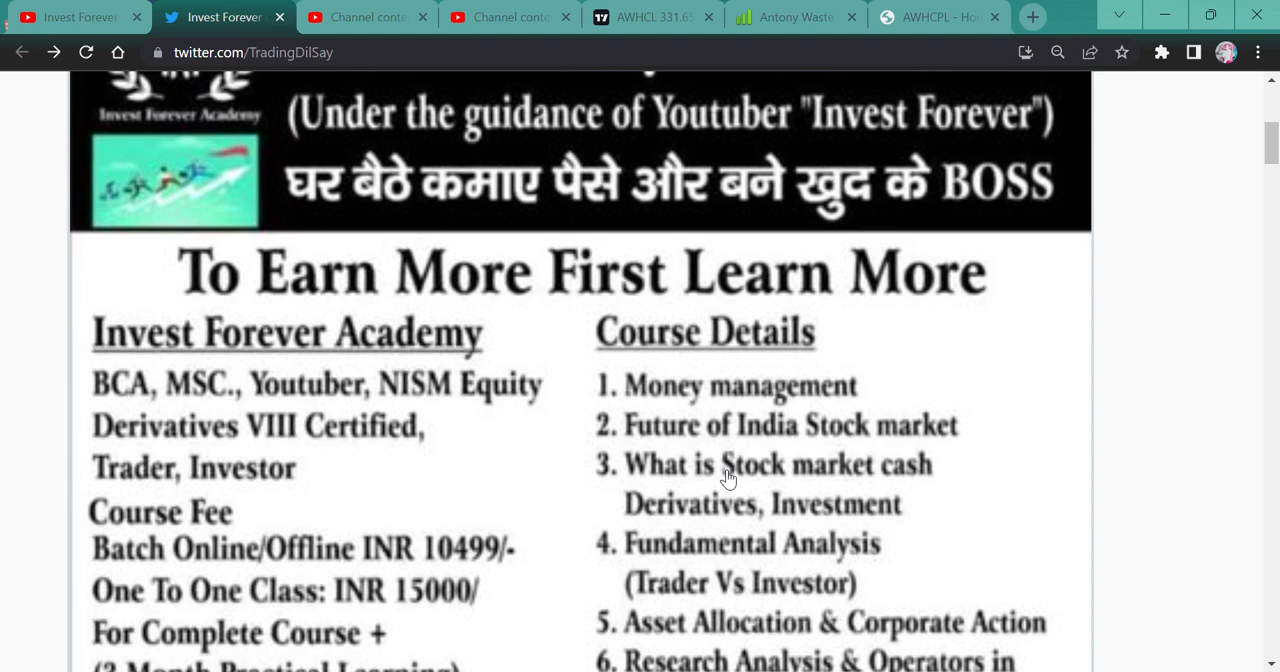 Invest Forever
Invest Forever
Channel conte
Channel conte
AWHCL 331.65
Antony Waste
AWHCPL - Ho
twitter.com/TradingDilSay
Invest Forever Academy
(Under the guidance of Youtuber "Invest Forever")
घर बैठे कमाए पैसे और बने खुद के BOSS
To Earn More First Learn More
Invest Forever Academy
BCA, MSC., Youtuber, NISM Equity
Derivatives VIII Certified,
Trader, Investor
Course Fee
Batch Online/Offline INR 10499/-
One To One Class: INR 15000/
For Complete Course +
(3 Month Practical Learning)
Course Details
1. Money management
2. Future of India Stock market
3. What is Stock market cash
Derivatives, Investment
4. Fundamental Analysis
(Trader Vs Investor)
5. Asset Allocation & Corporate Action
6. Research Analysis & Operators in